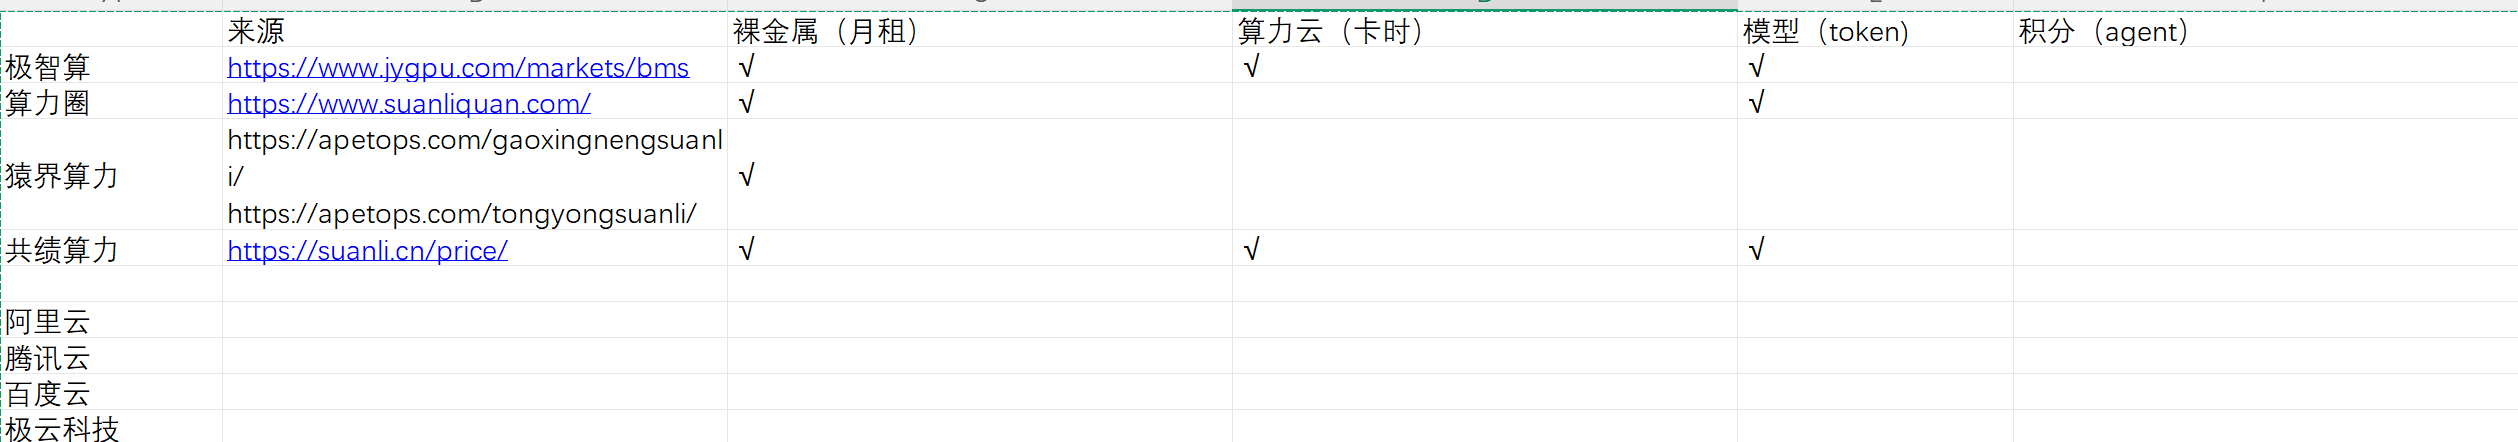 来源 裸金属（月租） 算力云（卡时） 模型（token) 积分（agent）
极智算 https://www.jygpu.com/markets/bms √ √ √
算力圈 https://www.suanliquan.com/ √ √
https://apetops.com/gaoxingnengsuanl
猿界算力 i/ √
https://apetops.com/tongyongsuanli/
共绩算力 https://suanli.cn/price/ √ √ √
阿里云
腾讯云
百度云
极云科技